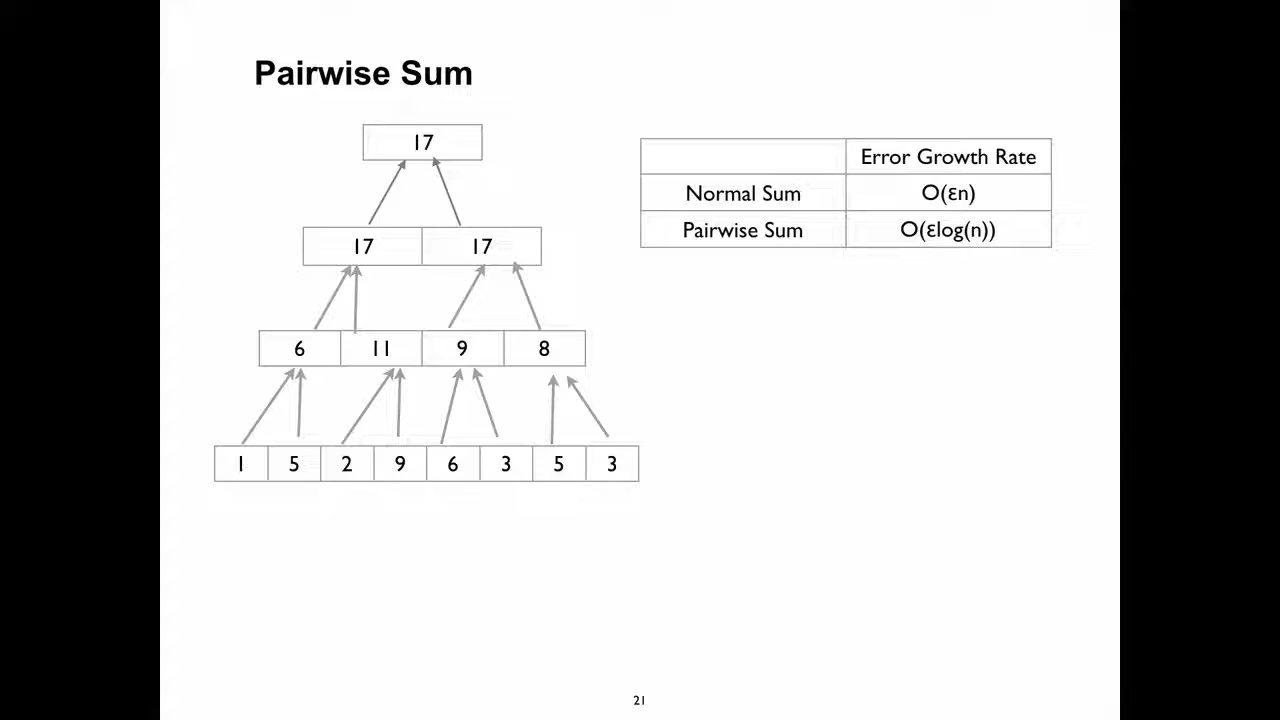 Pairwise Sum
17
17 17
6 11 9 8
1 5 2 9 6 3 5 3
Error Growth Rate
Normal Sum O(εn)
Pairwise Sum O(εlog(n))
21